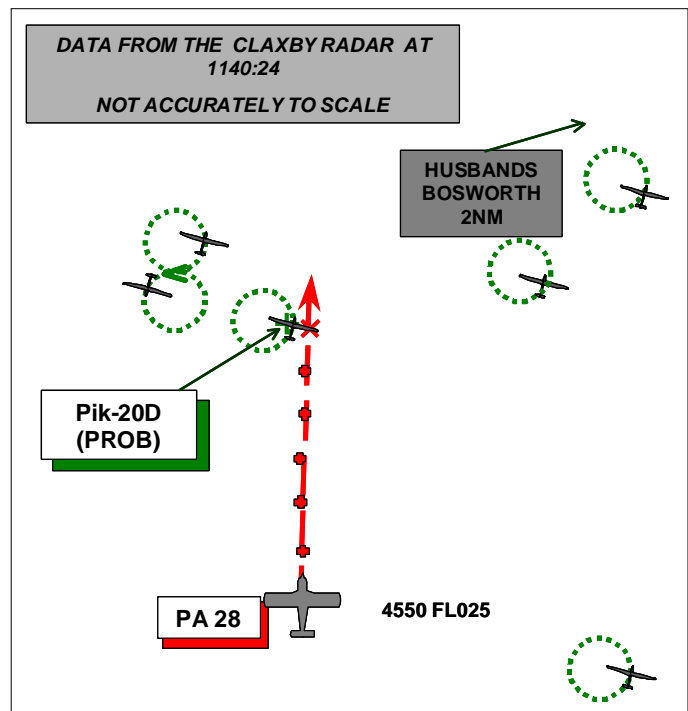 DATA FROM THE CLAXBY RADAR AT
1140:24
NOT ACCURATELY TO SCALE
HUSBANDS
BOSWORTH
2NM
Pik-20D
(PROB)
PA 28
4550 FL025